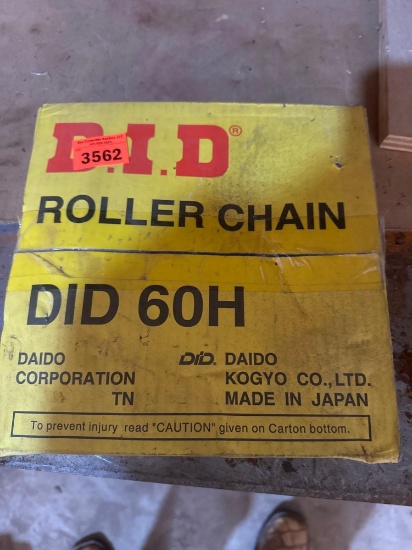 D.I.D®
3562
ROLLER CHAIN
DID 60H
DAIDO
CORPORATION
TN
DID. DAIDO
KOGYO CO.,LTD.
MADE IN JAPAN
To prevent injury read "CAUTION" given on Carton bottom.